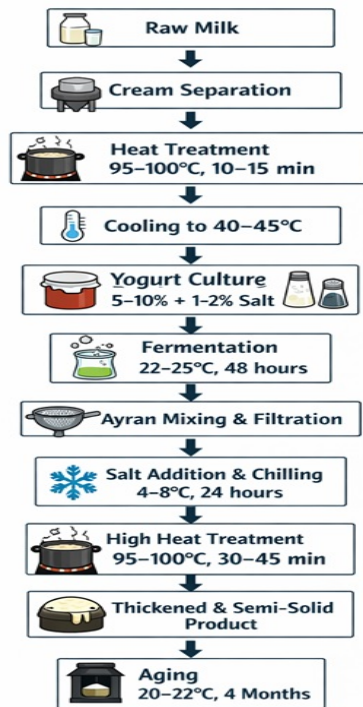 Raw Milk
Cream Separation
Heat Treatment
95–100°C, 10–15 min
Cooling to 40–45°C
Yogurt Culture
5–10% + 1–2% Salt
Fermentation
22–25°C, 48 hours
Ayran Mixing & Filtration
Salt Addition & Chilling
4–8°C, 24 hours
High Heat Treatment
95–100°C, 30–45 min
Thickened & Semi-Solid
Product
Aging
20–22°C, 4 Months